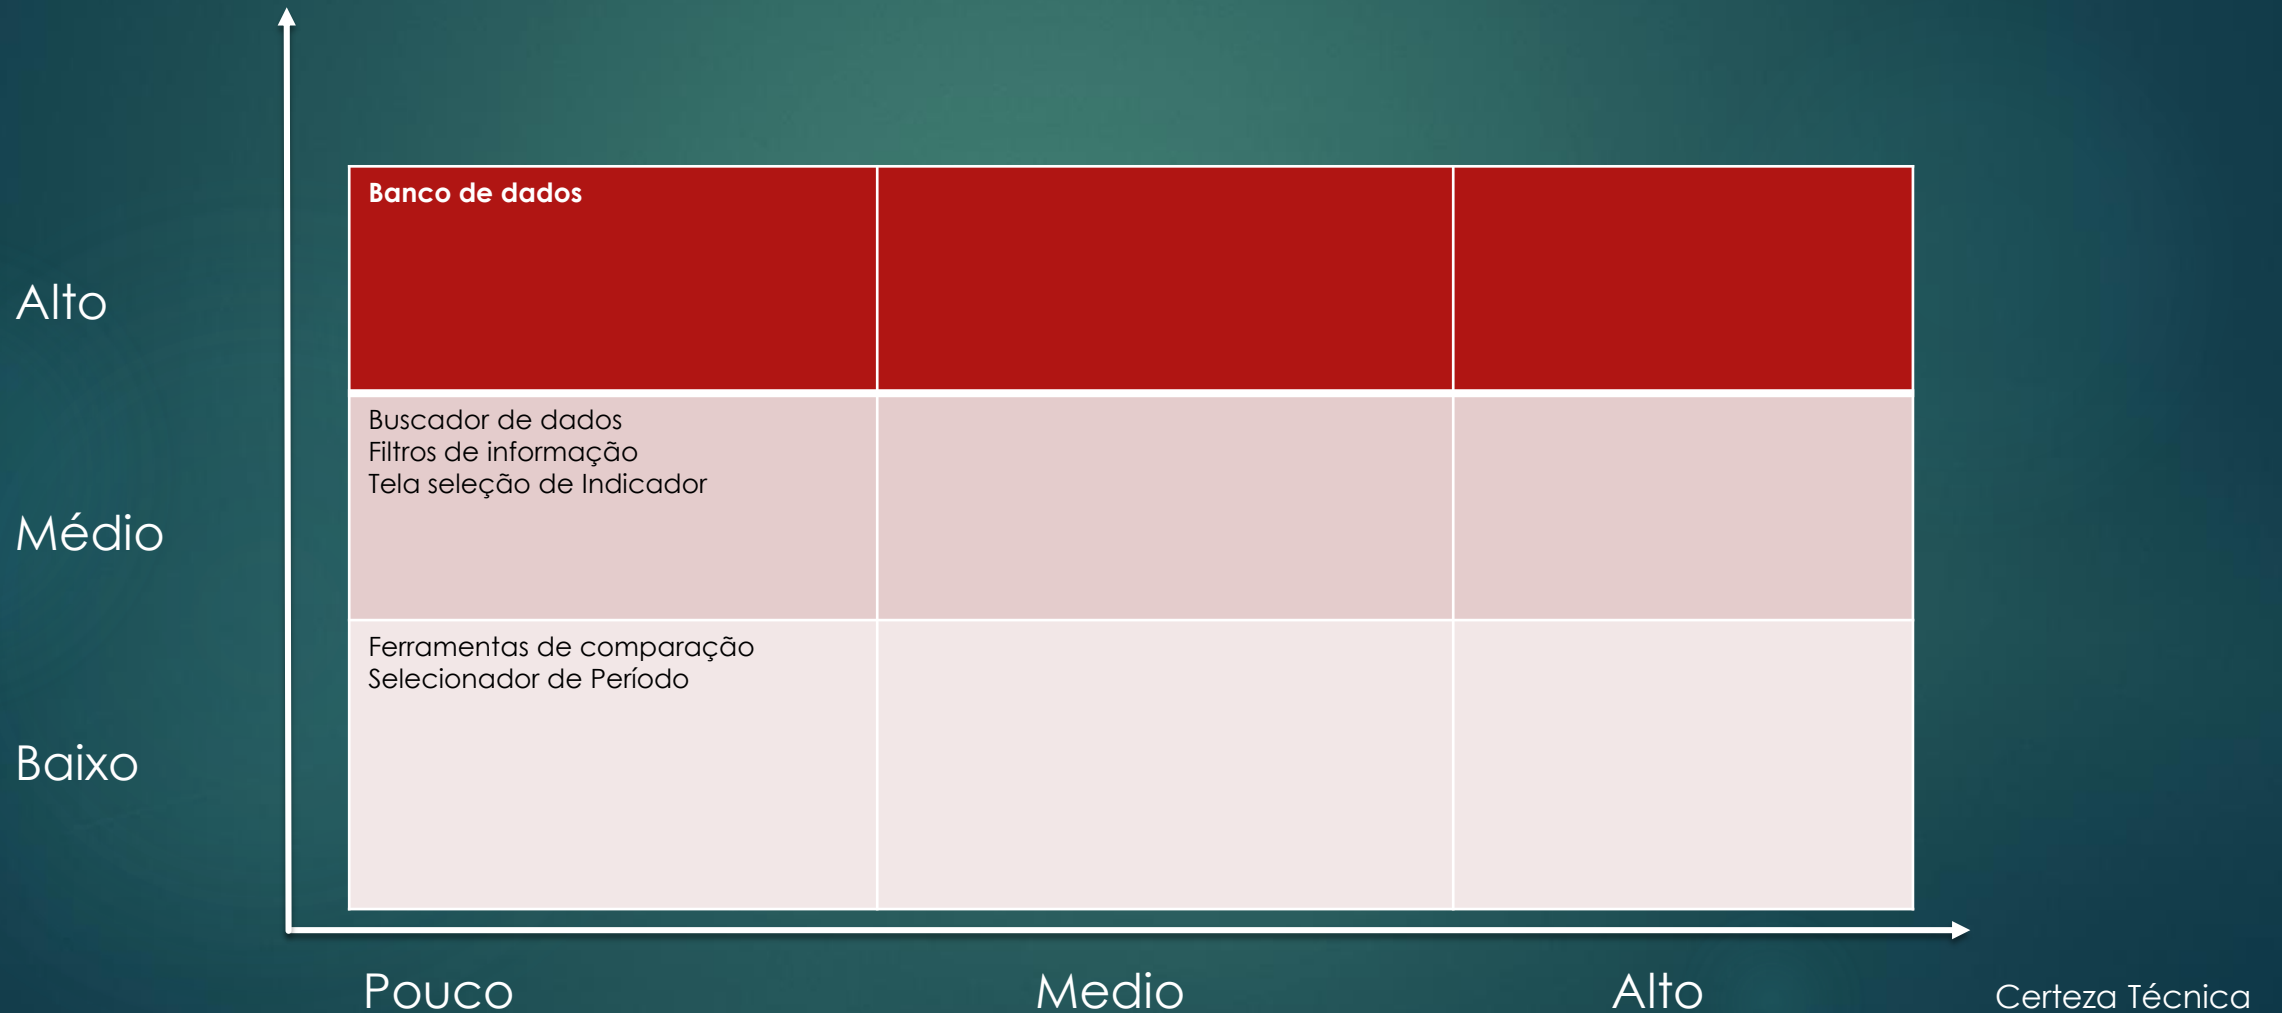 Banco de dados
Alto
Buscador de dados
Filtros de informação
Tela seleção de Indicador
Médio
Ferramentas de comparação
Selecionador de Período
Baixo
Pouco
Medio
Alto
Certeza Técnica